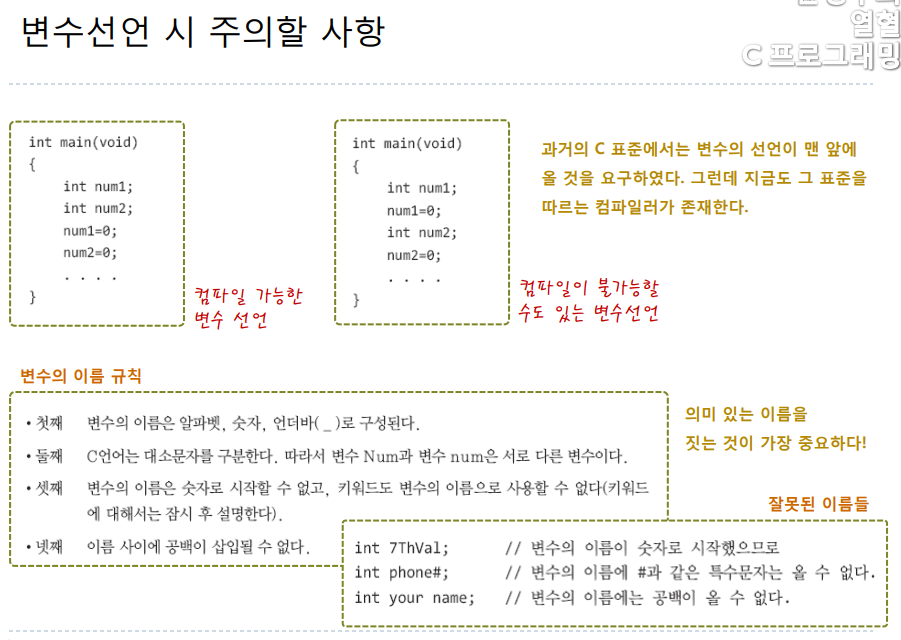 변수선언 시 주의할 사항
열혈
C 프로그래밍
int main(void)
{
int num1;
int num2;
num1=0;
num2=0;
. . . .
}
컴파일 가능한
변수 선언
int main(void)
{
int num1;
num1=0;
int num2;
num2=0;
. . . .
}
컴파일이 불가능할
수도 있는 변수선언
과거의 C 표준에서는 변수의 선언이 맨 앞에
올 것을 요구하였다. 그런데 지금도 그 표준을
따르는 컴파일러가 존재한다.
변수의 이름 규칙
• 첫째 변수의 이름은 알파벳, 숫자, 언더바( _ )로 구성된다.
• 둘째 C언어는 대소문자를 구분한다. 따라서 변수 Num과 변수 num은 서로 다른 변수이다.
• 셋째 변수의 이름은 숫자로 시작할 수 없고, 키워드도 변수의 이름으로 사용할 수 없다(키워드
에 대해서는 잠시 후 설명한다).
• 넷째 이름 사이에 공백이 삽입될 수 없다.
의미 있는 이름을
짓는 것이 가장 중요하다!
잘못된 이름들
int 7ThVal; // 변수의 이름이 숫자로 시작했으므로
int phone#; // 변수의 이름에 #과 같은 특수문자는 올 수 없다.
int your name; // 변수의 이름에는 공백이 올 수 없다.